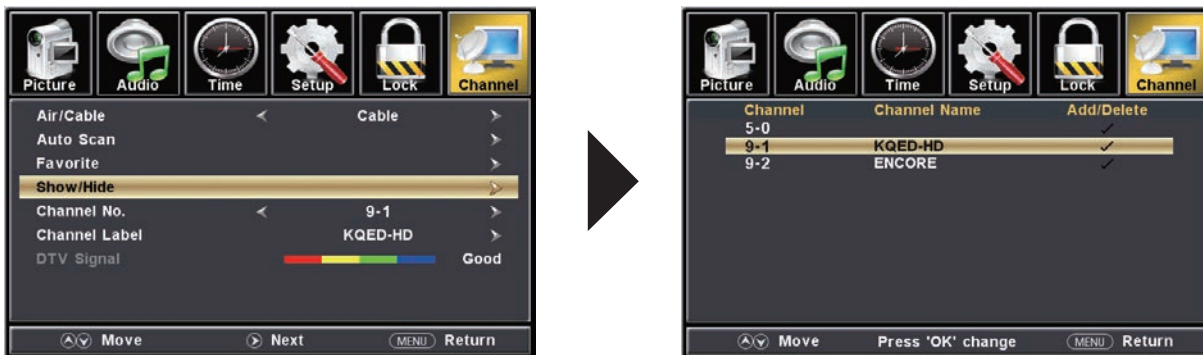 Picture Audio Time Setup Lock Channel
Air/Cable Cable
Auto Scan
Favorite
Show/Hide
Channel No. 9-1
Channel Label KQED-HD
DTV Signal Good
Move Next MENU Return
Picture Audio Time Setup Lock Channel
Channel Channel Name Add/Delete
5-0
9-1 KQED-HD
9-2 ENCORE
Move Press 'OK' change MENU Return